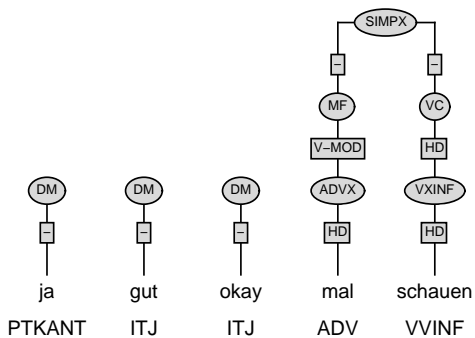 SIMPX
– –
MF VC
V–MOD HD
DM DM DM ADVX VXINF
– – – HD HD
ja gut okay mal schauen
PTKANT ITJ ITJ ADV VVINF